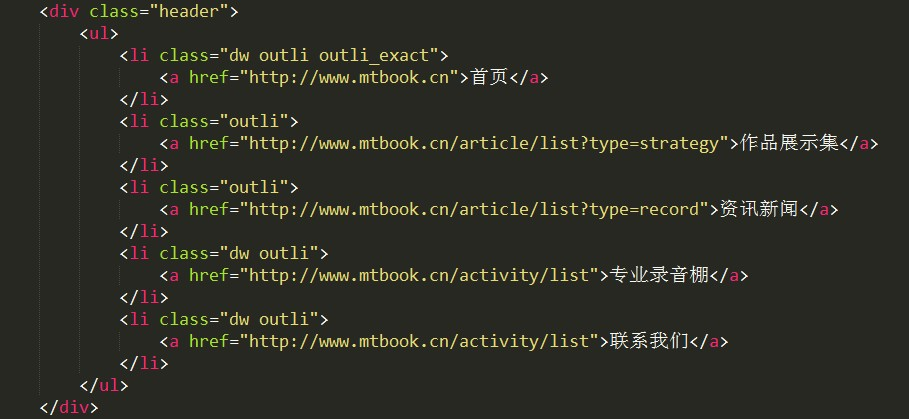 <div class="header">
<ul>
<li class="dw outli outli_exact">
<a href="http://www.mtbook.cn">首页</a>
</li>
<li class="outli">
<a href="http://www.mtbook.cn/article/list?type=strategy">作品展示集</a>
</li>
<li class="outli">
<a href="http://www.mtbook.cn/article/list?type=record">资讯新闻</a>
</li>
<li class="dw outli">
<a href="http://www.mtbook.cn/activity/list">专业录音棚</a>
</li>
<li class="dw outli">
<a href="http://www.mtbook.cn/activity/list">联系我们</a>
</li>
</ul>
</div>